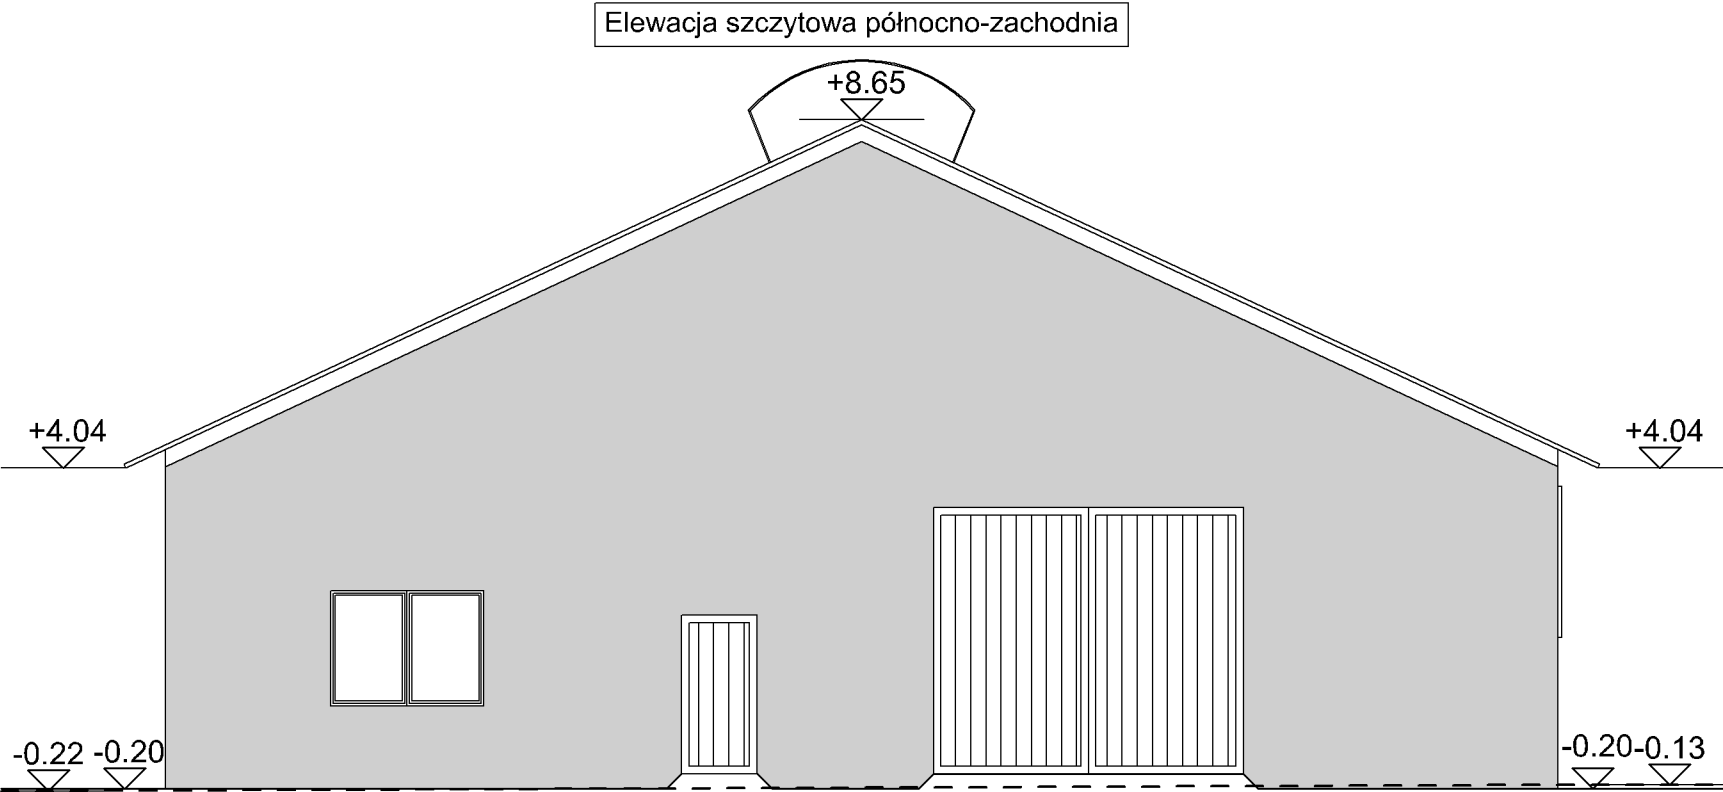 Elewacja szczytowa północno-zachodnia
+8.65
+4.04 +4.04
-0.22 -0.20 -0.20 -0.13